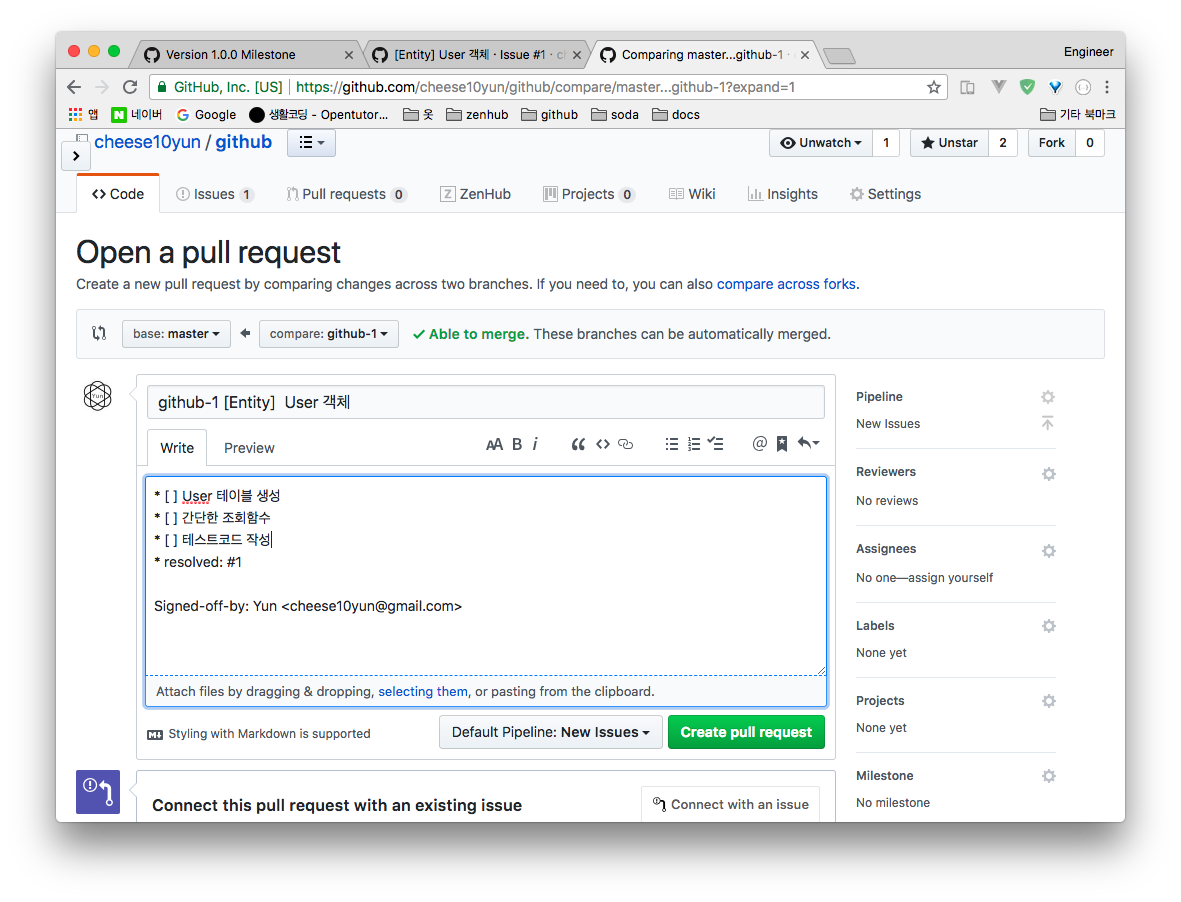 Version 1.0.0 Milestone
[Entity] User 객체 · Issue #1 · ch
Comparing master...github-1 ·
Engineer
GitHub, Inc. [US] https://github.com/cheese10yun/github/compare/master...github-1?expand=1
앱 네이버 Google 생활코딩 - Opentutor... 옷 zenhub github soda docs 기타 북마크
cheese10yun / github
Unwatch 1 Unstar 2 Fork 0
Code Issues 1 Pull requests 0 ZenHub Projects 0 Wiki Insights Settings
Open a pull request
Create a new pull request by comparing changes across two branches. If you need to, you can also compare across forks.
base: master compare: github-1 Able to merge. These branches can be automatically merged.
Yun
github-1 [Entity]  User 객체
Write Preview
AA B i
* [ ] User 테이블 생성
* [ ] 간단한 조회함수
* [ ] 테스트코드 작성
* resolved: #1
Signed-off-by: Yun <cheese10yun@gmail.com>
Attach files by dragging & dropping, selecting them, or pasting from the clipboard.
Styling with Markdown is supported
Default Pipeline: New Issues
Create pull request
Connect this pull request with an existing issue
Connect with an issue
Pipeline
New Issues
Reviewers
No reviews
Assignees
No one—assign yourself
Labels
None yet
Projects
None yet
Milestone
No milestone